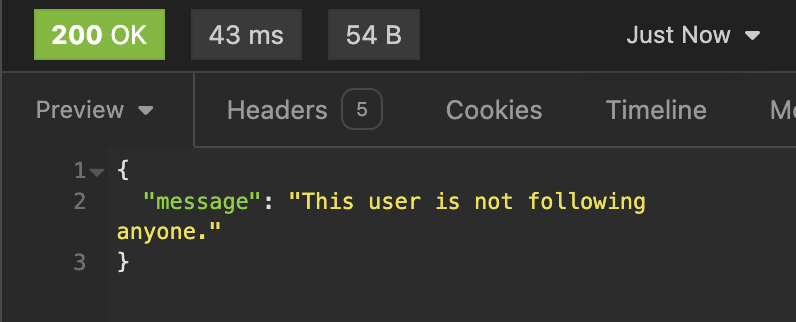 200 OK 43 ms 54 B Just Now
Preview Headers 5 Cookies Timeline
1 {
2 "message": "This user is not following
anyone."
3 }